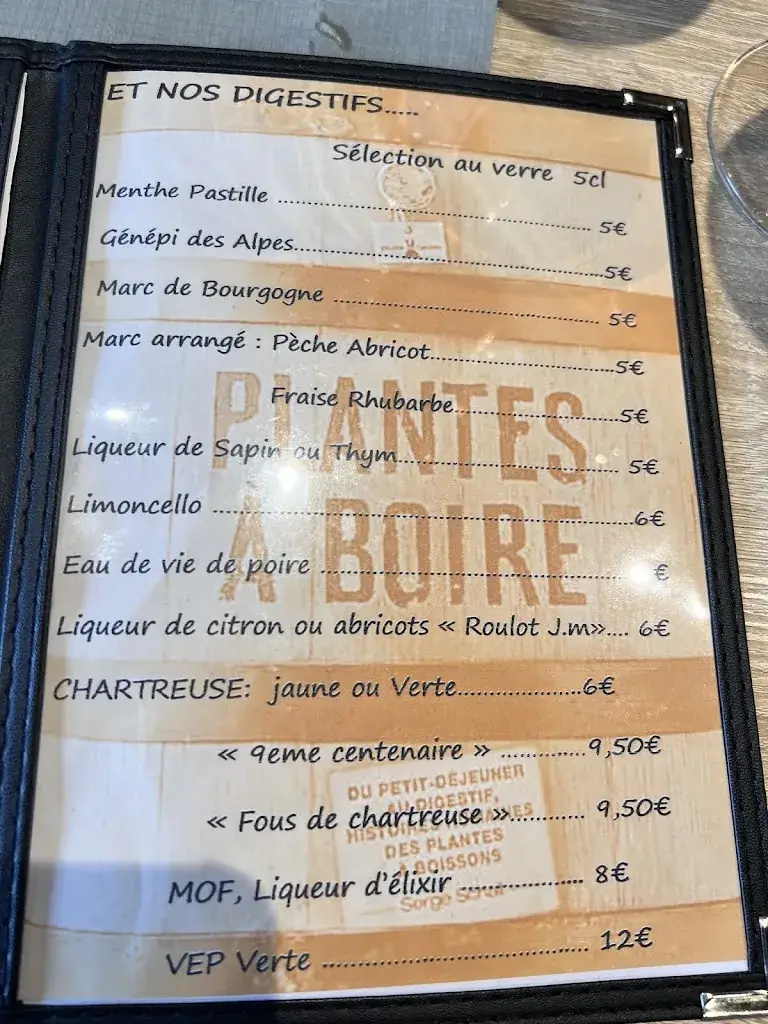 ET NOS DIGESTIFS.....
Sélection au verre 5cl
Menthe Pastille ........................................ 5€
Génépi des Alpes........................................5€
Marc de Bourgogne .................................... 5€
Marc arrangé : Pèche Abricot..........................5€
Fraise Rhubarbe.......................5€
Liqueur de Sapin ou Thym.............................. 5€
Limoncello .............................................6€
Eau de vie de poire .................................... €
Liqueur de citron ou abricots « Roulot J.m».... 6€
CHARTREUSE: jaune ou Verte....................6€
« 9eme centenaire » ..............9,50€
« Fous de chartreuse »............ 9,50€
MOF, Liqueur d'élixir .................. 8€
VEP Verte ....................................... 12€
PLANTES
À BOIRE
DU PETIT-DÉJEUNER
AU DIGESTIF,
HISTOIRES
DES PLANTES
À BOISSONS